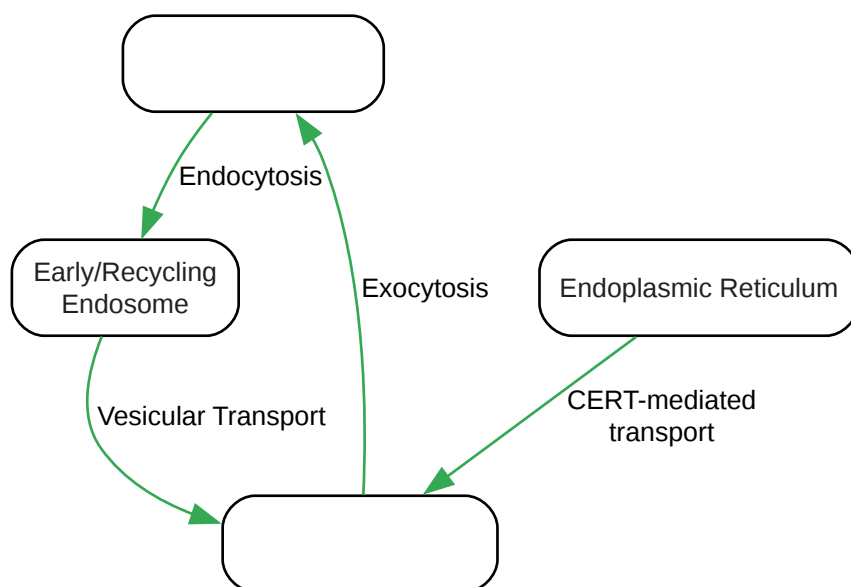 Endocytosis
Early/Recycling
Endosome
Exocytosis
Endoplasmic Reticulum
Vesicular Transport
CERT-mediated
transport